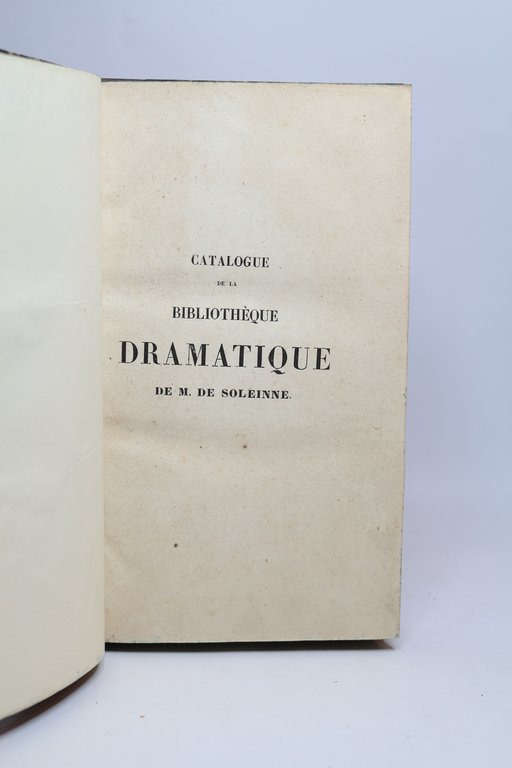 CATALOGUE
DE LA
BIBLIOTHÈQUE
DRAMATIQUE
DE M. DE SOLEINNE.